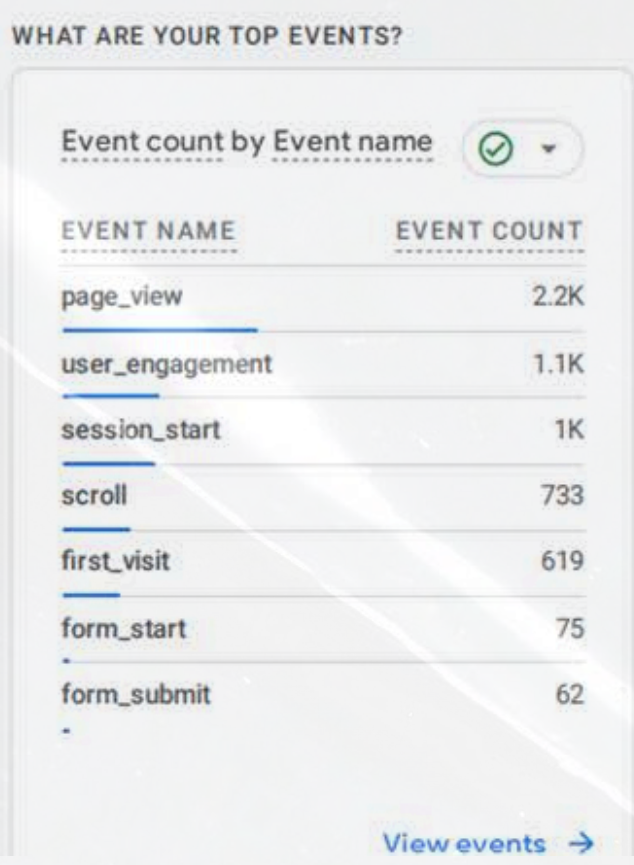 WHAT ARE YOUR TOP EVENTS?
Event count by Event name
EVENT NAME EVENT COUNT
page_view 2.2K
user_engagement 1.1K
session_start 1K
scroll 733
first_visit 619
form_start 75
form_submit 62
View events